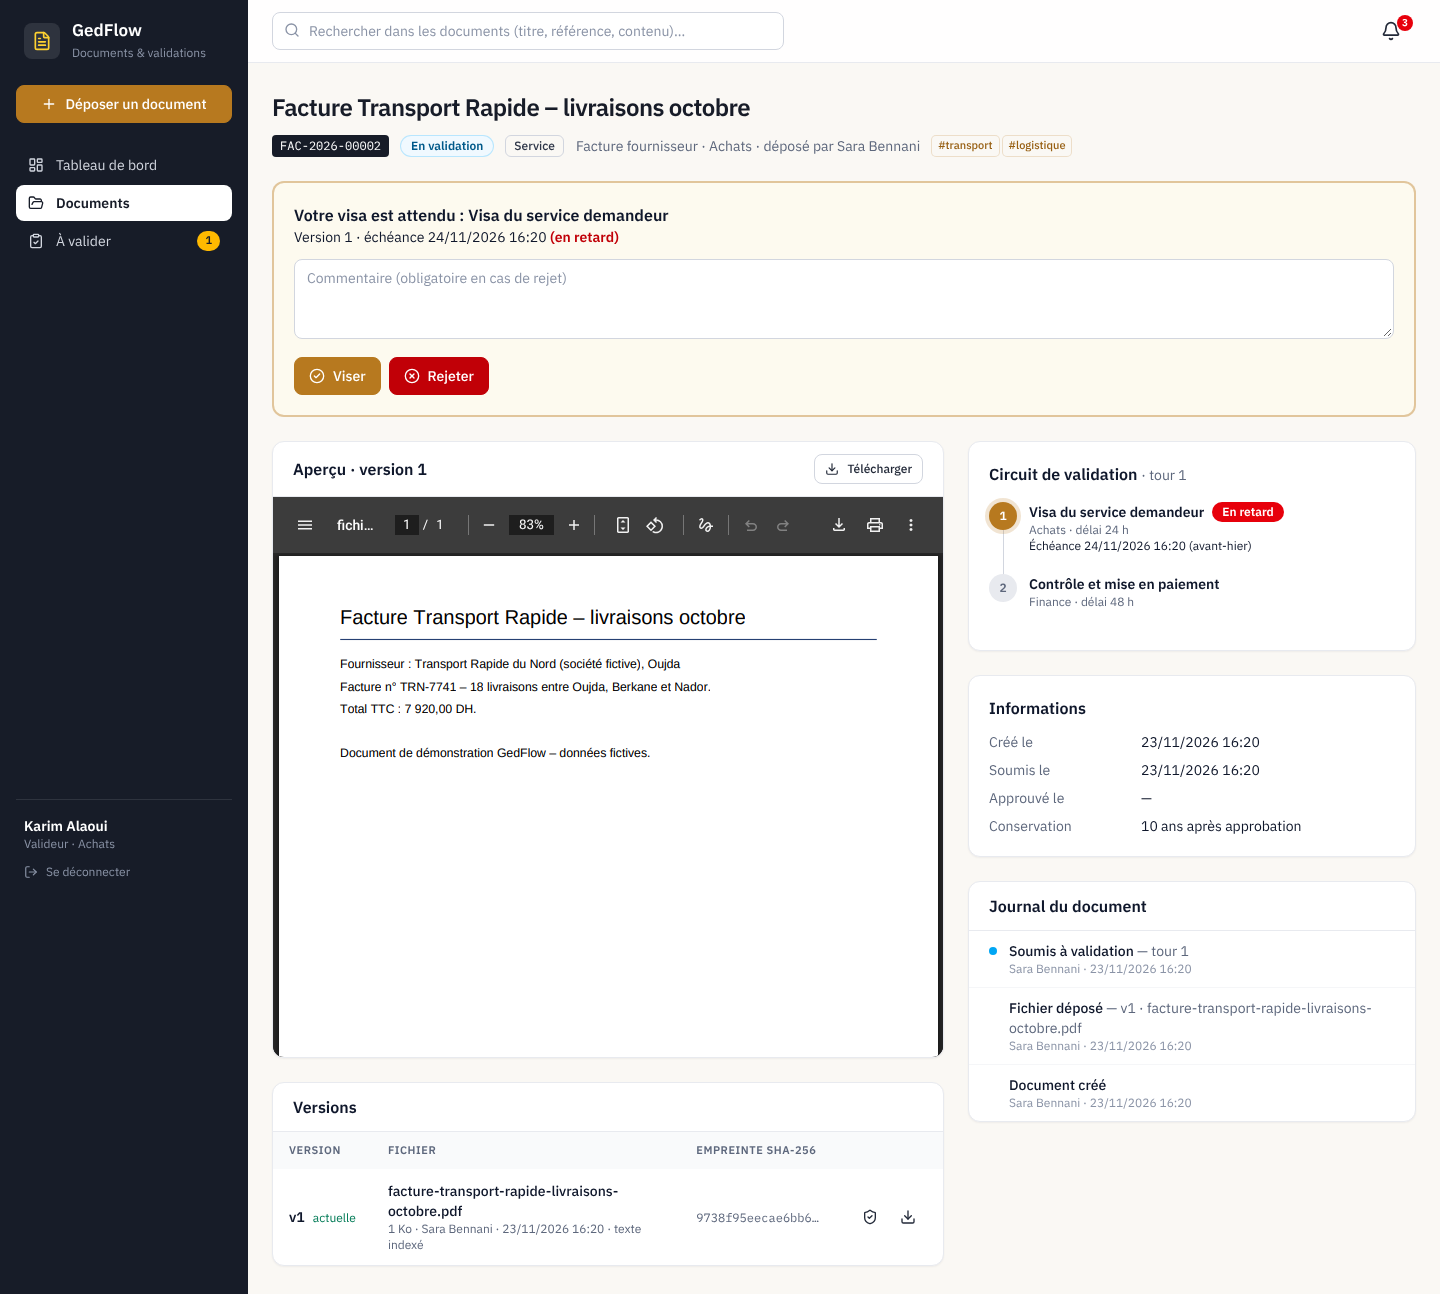 GedFlow
Documents & validations
Déposer un document
Tableau de bord
Documents
À valider
1
Karim Alaoui
Valideur · Achats
Se déconnecter
Rechercher dans les documents (titre, référence, contenu)...
3
Facture Transport Rapide – livraisons octobre
FAC-2026-00002 En validation Service Facture fournisseur · Achats · déposé par Sara Bennani #transport #logistique
Votre visa est attendu : Visa du service demandeur
Version 1 · échéance 24/11/2026 16:20 (en retard)
Commentaire (obligatoire en cas de rejet)
Viser Rejeter
Aperçu · version 1
Télécharger
fichi... 1 / 1 83%
Facture Transport Rapide – livraisons octobre
Fournisseur : Transport Rapide du Nord (société fictive), Oujda
Facture n° TRN-7741 – 18 livraisons entre Oujda, Berkane et Nador.
Total TTC : 7 920,00 DH.
Document de démonstration GedFlow – données fictives.
Versions
VERSION FICHIER EMPREINTE SHA-256
v1 actuelle
facture-transport-rapide-livraisons-
octobre.pdf
1 Ko · Sara Bennani · 23/11/2026 16:20 · texte
indexé
9738f95eecae6bb6…
Circuit de validation · tour 1
1
Visa du service demandeur En retard
Achats · délai 24 h
Échéance 24/11/2026 16:20 (avant-hier)
2
Contrôle et mise en paiement
Finance · délai 48 h
Informations
Créé le 23/11/2026 16:20
Soumis le 23/11/2026 16:20
Approuvé le —
Conservation 10 ans après approbation
Journal du document
Soumis à validation — tour 1
Sara Bennani · 23/11/2026 16:20
Fichier déposé — v1 · facture-transport-rapide-livraisons-
octobre.pdf
Sara Bennani · 23/11/2026 16:20
Document créé
Sara Bennani · 23/11/2026 16:20